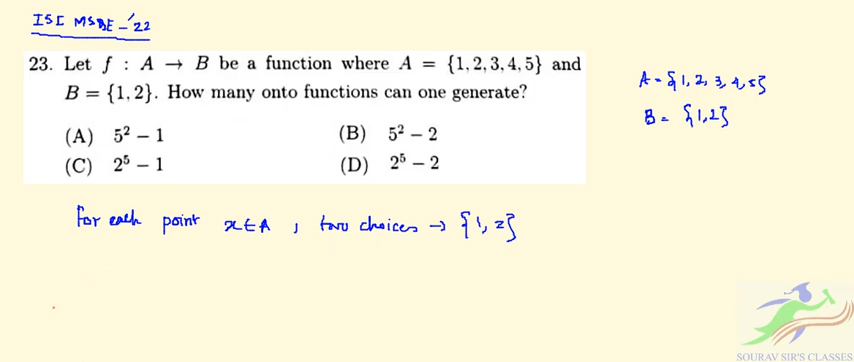 ISI MSQE - '22
23. Let f : A → B be a function where A = {1, 2, 3, 4, 5} and
B = {1, 2}. How many onto functions can one generate?
(A) 5² − 1 (B) 5² − 2
(C) 2⁵ − 1 (D) 2⁵ − 2
A = {1, 2, 3, 4, 5}
B = {1, 2}
For each point x ∈ A, two choices → {1, 2}
SOURAV SIR'S CLASSES